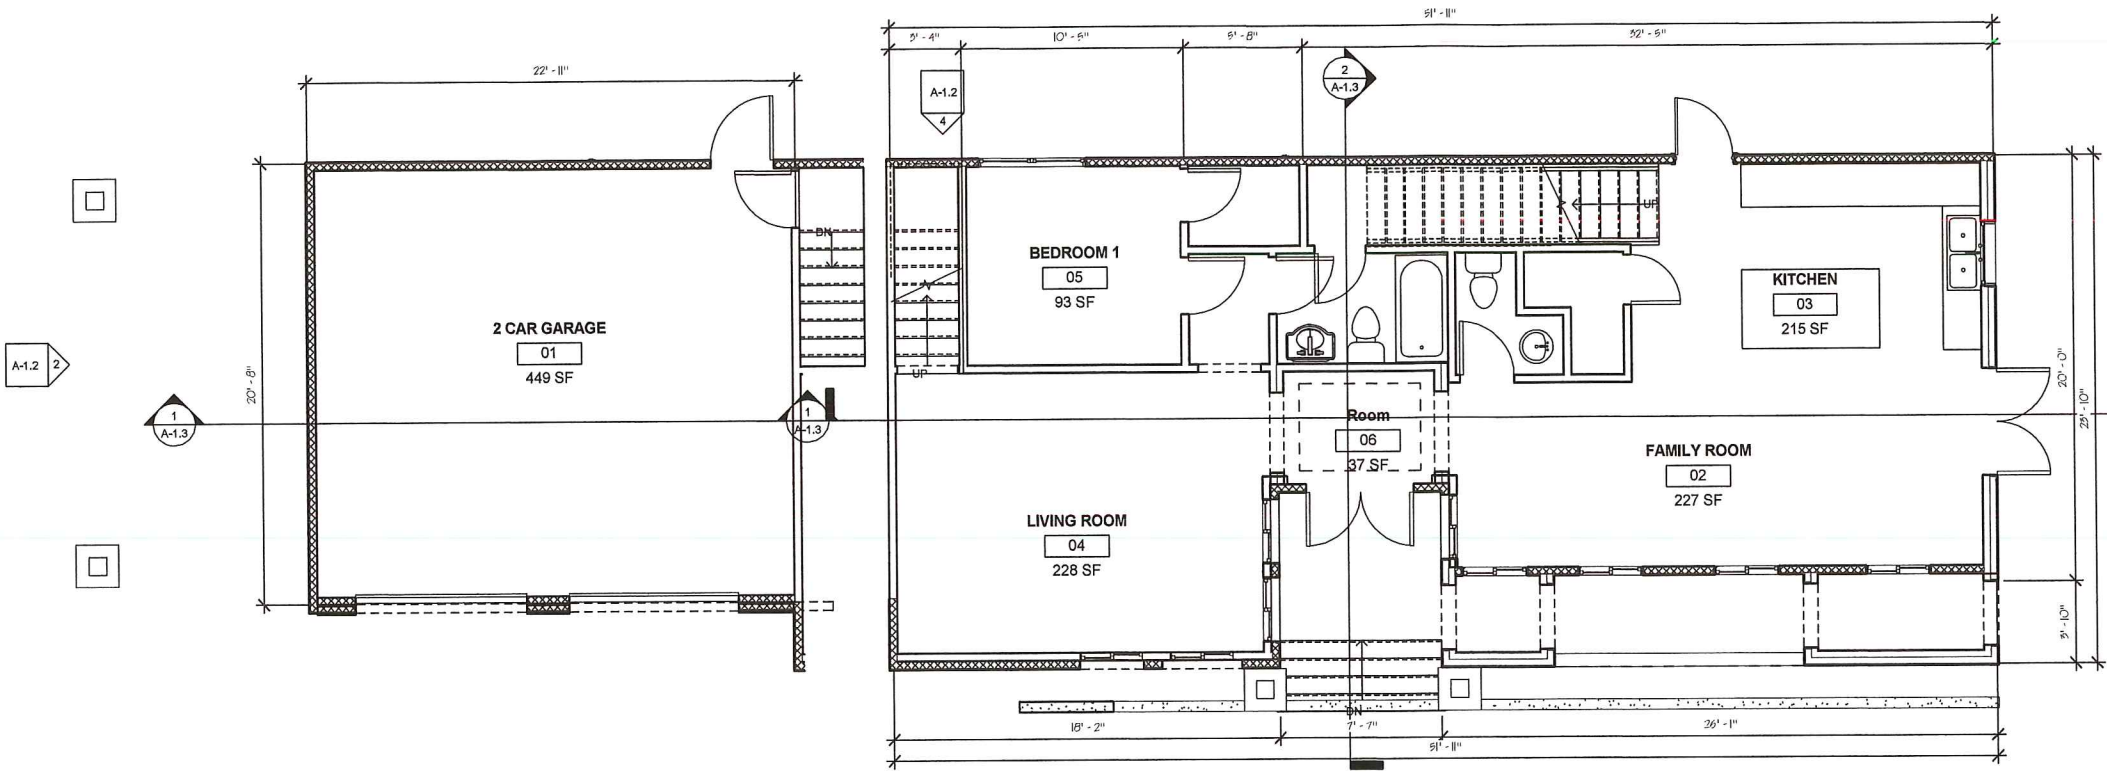 51' - 11"
3' - 4"
10' - 5"
5' - 8"
32' - 5"
22' - 11"
A-1.2
4
2
A-1.3
DN
UP
BEDROOM 1
05
93 SF
KITCHEN
03
215 SF
2 CAR GARAGE
01
449 SF
UP
A-1.2
2
20' - 8"
20' - 0"
23' - 10"
1
A-1.3
1
A-1.3
Room
06
37 SF
FAMILY ROOM
02
227 SF
LIVING ROOM
04
228 SF
3' - 10"
DN
18' - 2"
7' - 7"
26' - 1"
51' - 11"